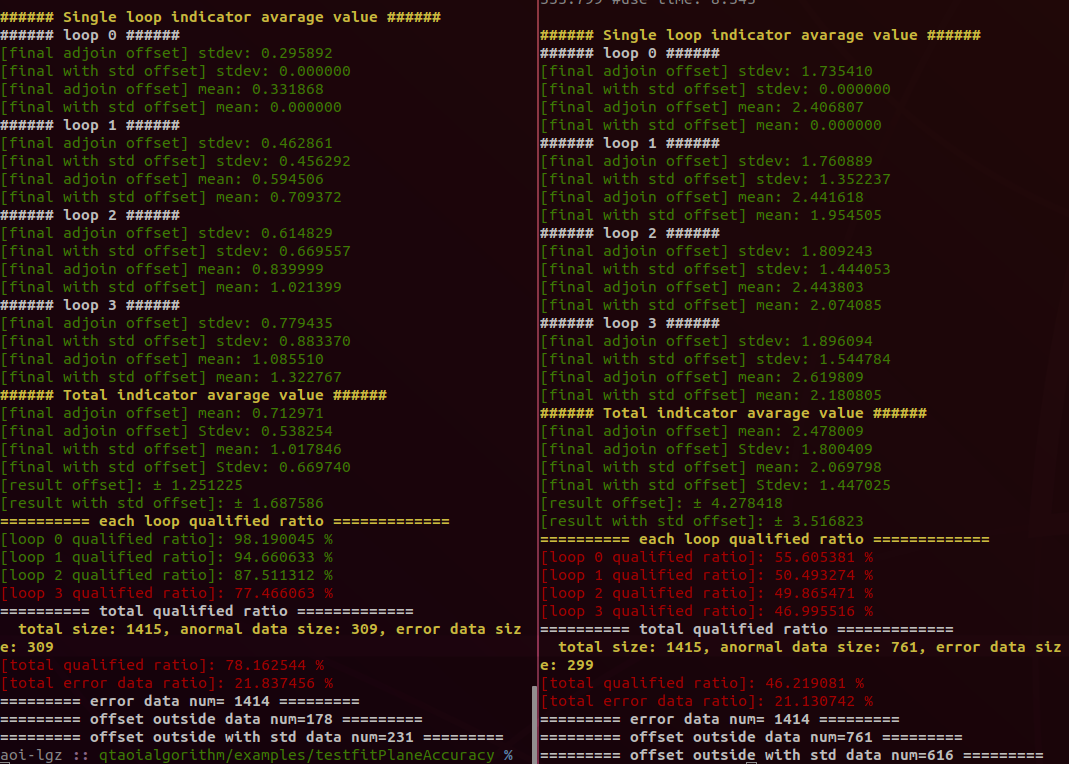 ###### Single loop indicator avarage value ######
###### loop 0 ######
[final adjoin offset] stdev: 0.295892
[final with std offset] stdev: 0.000000
[final adjoin offset] mean: 0.331868
[final with std offset] mean: 0.000000
###### loop 1 ######
[final adjoin offset] stdev: 0.462861
[final with std offset] stdev: 0.456292
[final adjoin offset] mean: 0.594506
[final with std offset] mean: 0.709372
###### loop 2 ######
[final adjoin offset] stdev: 0.614829
[final with std offset] stdev: 0.669557
[final adjoin offset] mean: 0.839999
[final with std offset] mean: 1.021399
###### loop 3 ######
[final adjoin offset] stdev: 0.779435
[final with std offset] stdev: 0.883370
[final adjoin offset] mean: 1.085510
[final with std offset] mean: 1.322767
###### Total indicator avarage value ######
[final adjoin offset] mean: 0.712971
[final adjoin offset] Stdev: 0.538254
[final with std offset] mean: 1.017846
[final with std offset] Stdev: 0.669740
[result offset]: ± 1.251225
[result with std offset]: ± 1.687586
========== each loop qualified ratio =============
[loop 0 qualified ratio]: 98.190045 %
[loop 1 qualified ratio]: 94.660633 %
[loop 2 qualified ratio]: 87.511312 %
[loop 3 qualified ratio]: 77.466063 %
========== total qualified ratio =============
  total size: 1415, anormal data size: 309, error data siz
e: 309
[total qualified ratio]: 78.162544 %
[total error data ratio]: 21.837456 %
========= error data num= 1414 =========
========= offset outside data num=178 =========
========= offset outside with std data num=231 =========
aoi-lgz :: qtaoialgorithm/examples/testfitPlaneAccuracy %
###### Single loop indicator avarage value ######
###### loop 0 ######
[final adjoin offset] stdev: 1.735410
[final with std offset] stdev: 0.000000
[final adjoin offset] mean: 2.406807
[final with std offset] mean: 0.000000
###### loop 1 ######
[final adjoin offset] stdev: 1.760889
[final with std offset] stdev: 1.352237
[final adjoin offset] mean: 2.441618
[final with std offset] mean: 1.954505
###### loop 2 ######
[final adjoin offset] stdev: 1.809243
[final with std offset] stdev: 1.444053
[final adjoin offset] mean: 2.443803
[final with std offset] mean: 2.074085
###### loop 3 ######
[final adjoin offset] stdev: 1.896094
[final with std offset] stdev: 1.544784
[final adjoin offset] mean: 2.619809
[final with std offset] mean: 2.180805
###### Total indicator avarage value ######
[final adjoin offset] mean: 2.478009
[final adjoin offset] Stdev: 1.800409
[final with std offset] mean: 2.069798
[final with std offset] Stdev: 1.447025
[result offset]: ± 4.278418
[result with std offset]: ± 3.516823
========== each loop qualified ratio =============
[loop 0 qualified ratio]: 55.605381 %
[loop 1 qualified ratio]: 50.493274 %
[loop 2 qualified ratio]: 49.865471 %
[loop 3 qualified ratio]: 46.995516 %
========== total qualified ratio =============
  total size: 1415, anormal data size: 761, error data siz
e: 299
[total qualified ratio]: 46.219081 %
[total error data ratio]: 21.130742 %
========= error data num= 1414 =========
========= offset outside data num=761 =========
========= offset outside with std data num=616 =========